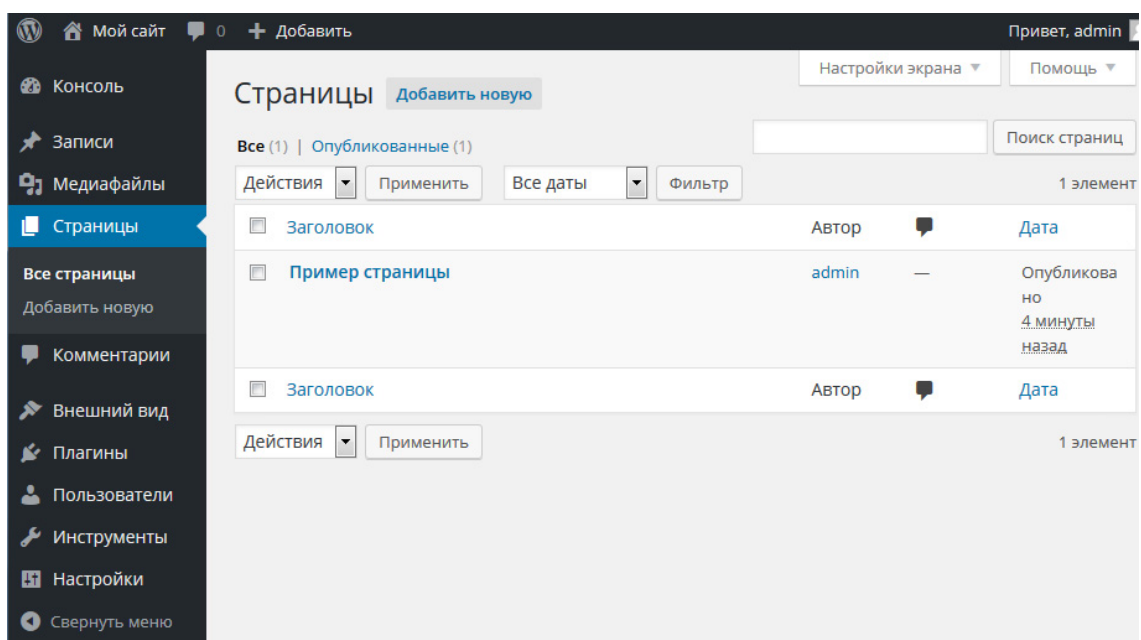 Мой сайт 0 Добавить Привет, admin
Настройки экрана Помощь
Консоль
Записи
Медиафайлы
Страницы
Все страницы
Добавить новую
Комментарии
Внешний вид
Плагины
Пользователи
Инструменты
Настройки
Свернуть меню
Страницы Добавить новую
Все (1) | Опубликованные (1)
Поиск страниц
Действия Применить Все даты Фильтр 1 элемент
Заголовок Автор Дата
Пример страницы admin — Опубликова
но
4 минуты
назад
Заголовок Автор Дата
Действия Применить 1 элемент